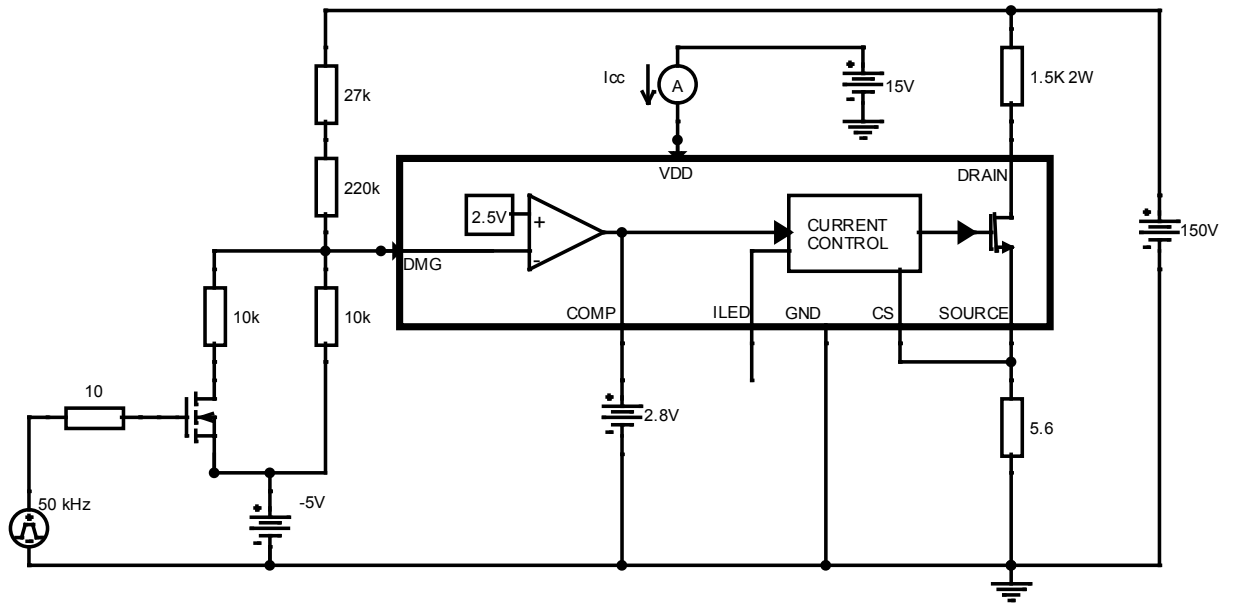 27k
Icc
A
15V
1.5K 2W
VDD
DRAIN
220k
2.5V
+
-
CURRENT
CONTROL
150V
DMG
10k
10k
COMP
ILED
GND
CS
SOURCE
10
2.8V
5.6
-5V
50 kHz